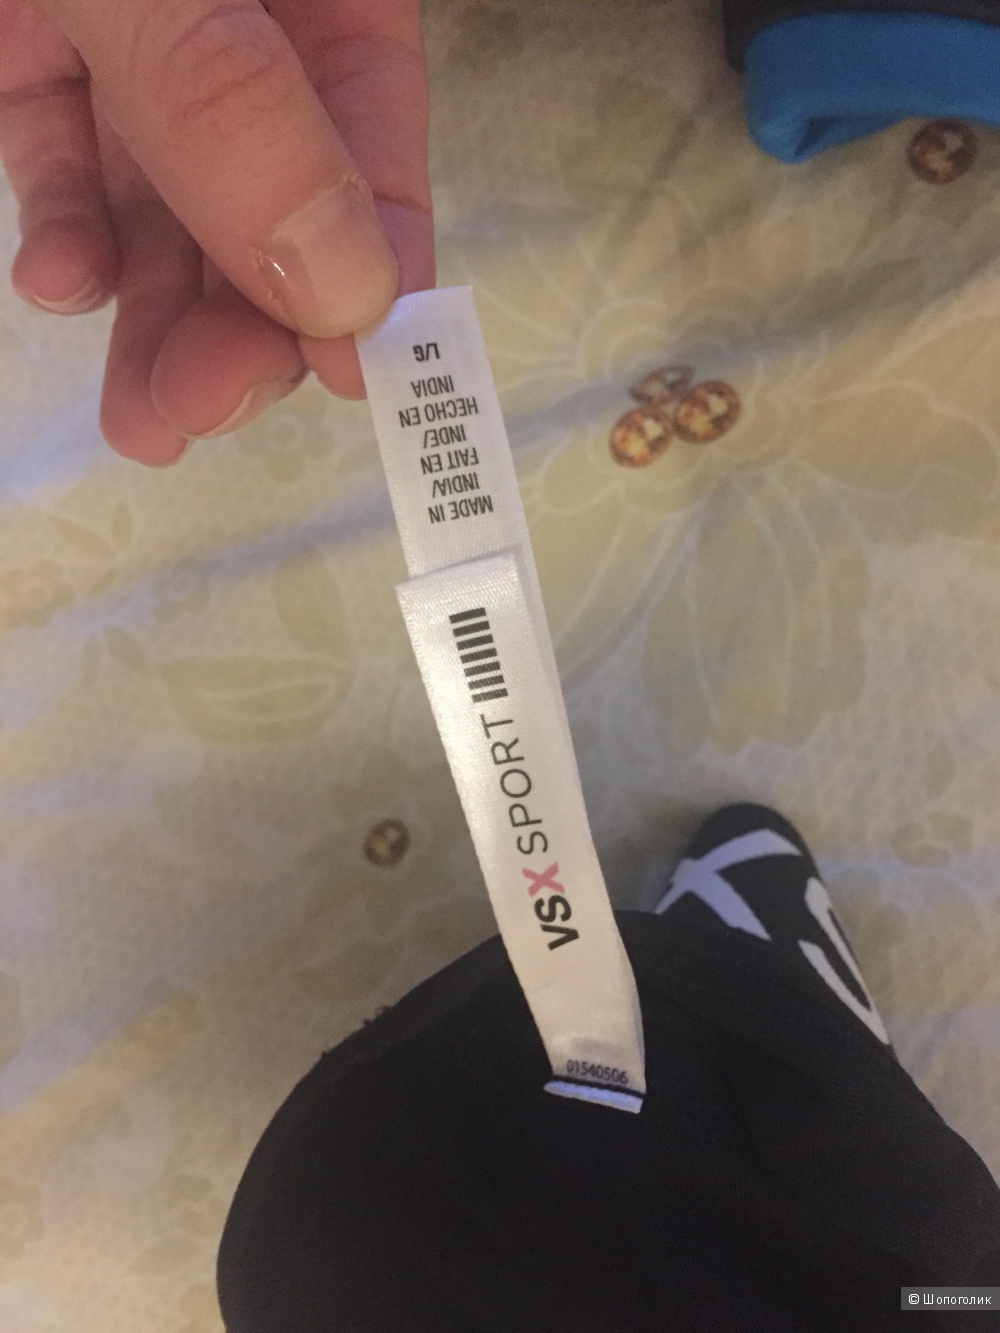 MADE IN
INDIA/
FAIT EN
INDE/
HECHO EN
INDIA
L/G
VSX SPORT
01540506
© Шопоголик